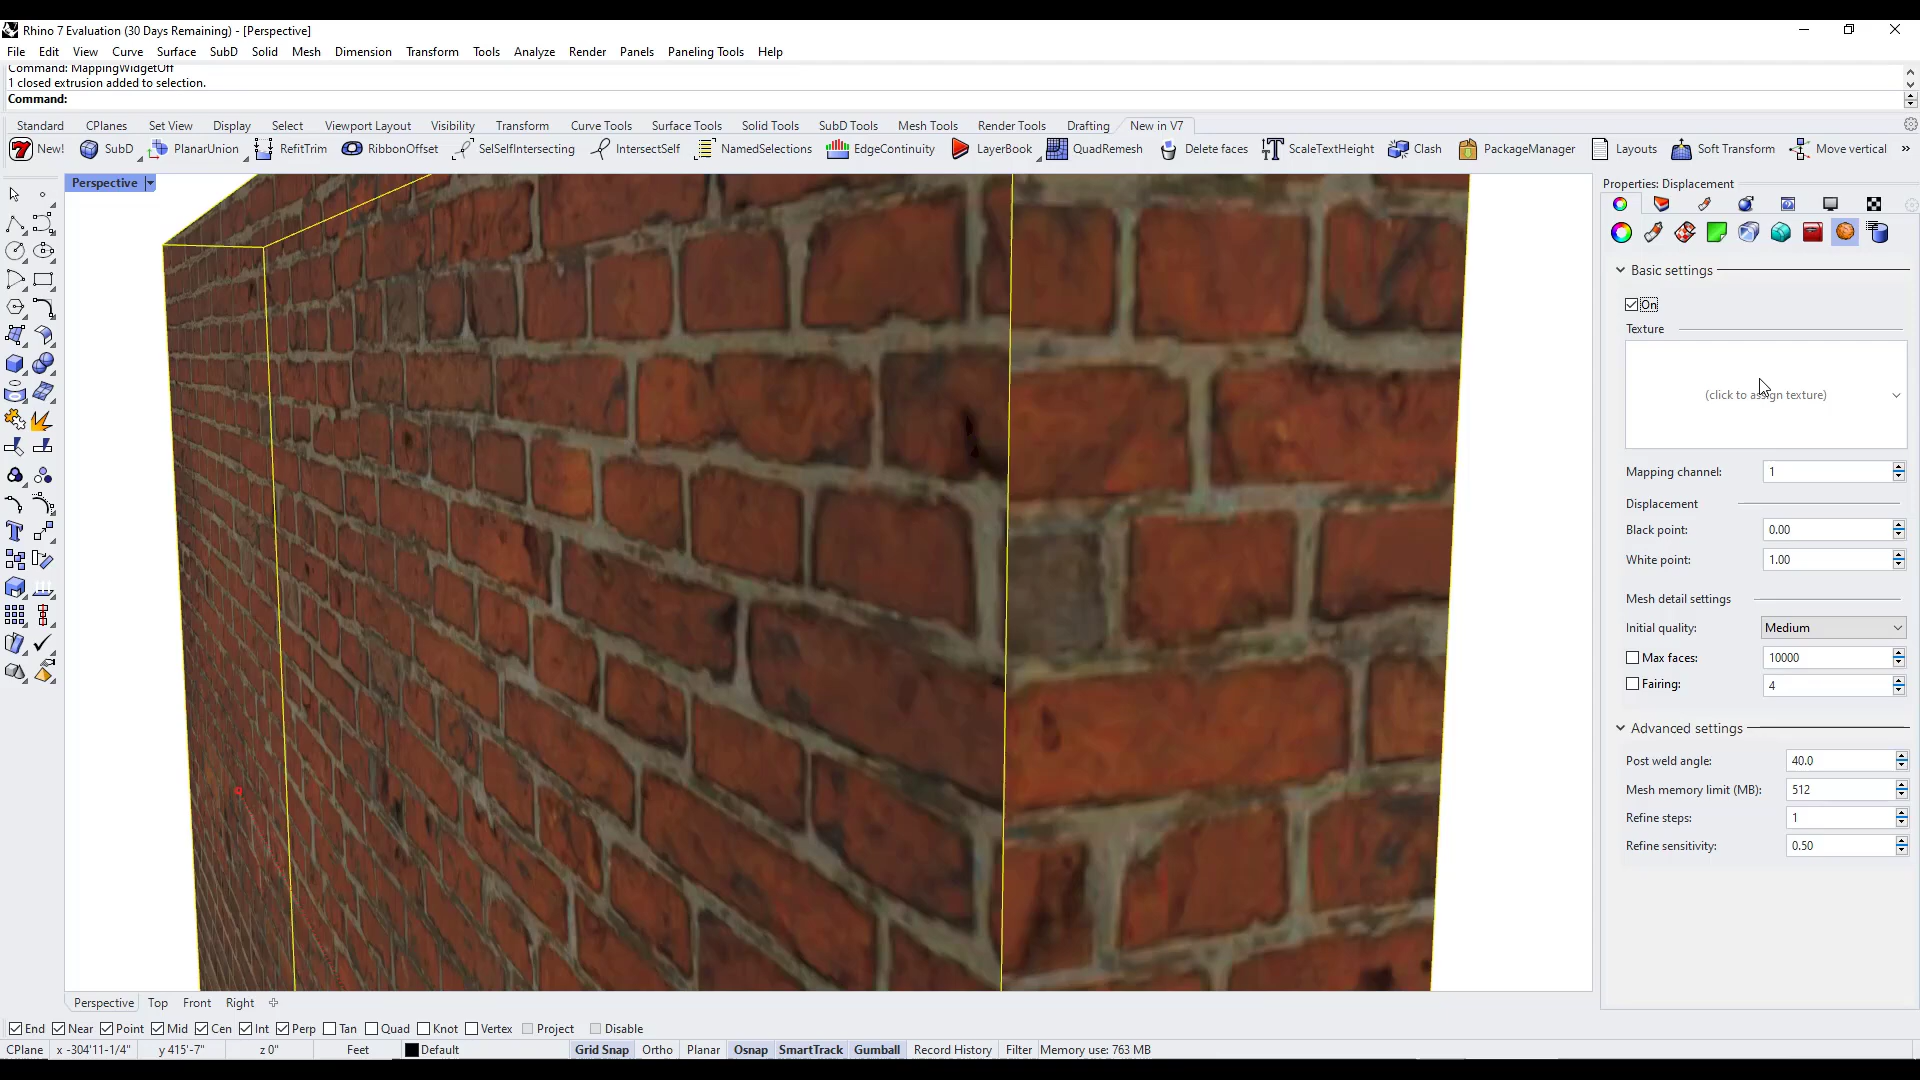 Rhino 7 Evaluation (30 Days Remaining) - [Perspective]
File Edit View Curve Surface SubD Solid Mesh Dimension Transform Tools Analyze Render Panels Paneling Tools Help
Command: MappingWidgetOff
1 closed extrusion added to selection.
Command:
Standard CPlanes Set View Display Select Viewport Layout Visibility Transform Curve Tools Surface Tools Solid Tools SubD Tools Mesh Tools Render Tools Drafting New in V7
7 New! SubD PlanarUnion RefitTrim RibbonOffset SelSelfIntersecting IntersectSelf NamedSelections EdgeContinuity LayerBook QuadRemesh Delete faces ScaleTextHeight Clash PackageManager Layouts Soft Transform Move vertical »
Perspective
Properties: Displacement
Basic settings
On
Texture
(click to assign texture)
Mapping channel: 1
Displacement
Black point: 0.00
White point: 1.00
Mesh detail settings
Initial quality: Medium
Max faces: 10000
Fairing: 4
Advanced settings
Post weld angle: 40.0
Mesh memory limit (MB): 512
Refine steps: 1
Refine sensitivity: 0.50
Perspective Top Front Right
End Near Point Mid Cen Int Perp Tan Quad Knot Vertex Project Disable
CPlane x -304'11-1/4" y 415'-7" z 0" Feet Default Grid Snap Ortho Planar Osnap SmartTrack Gumball Record History Filter Memory use: 763 MB